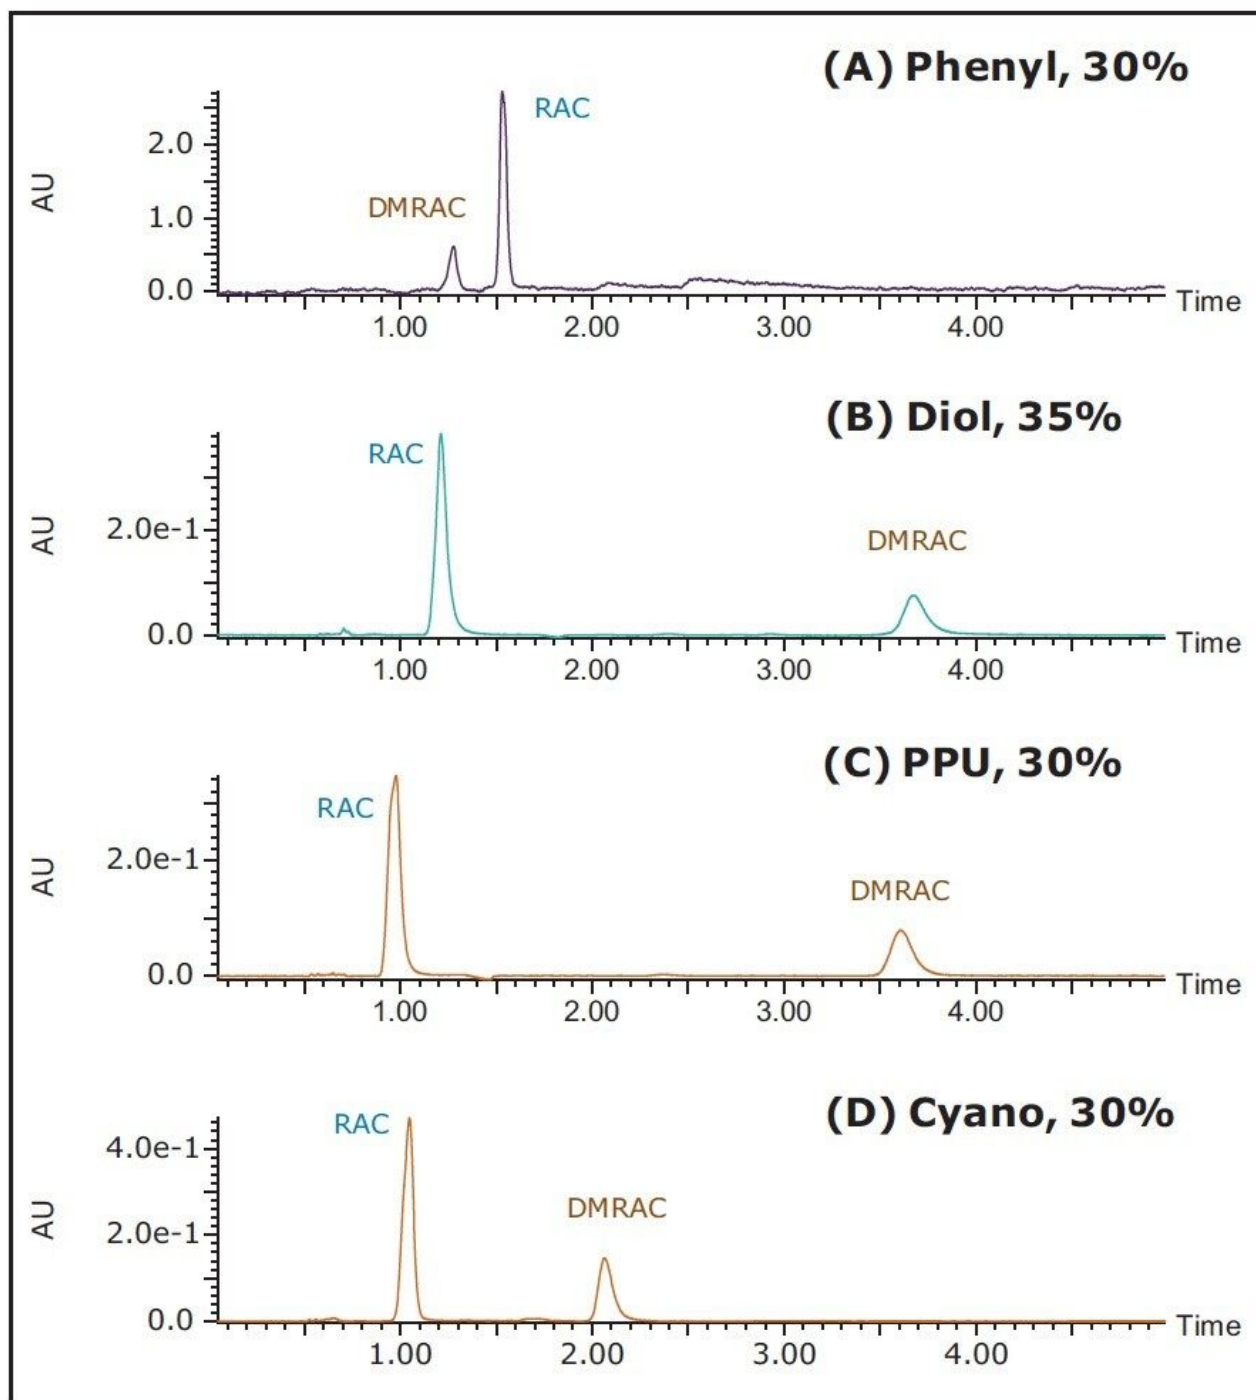 (A) Phenyl, 30%
RAC
2.0
AU
DMRAC
1.0
0.0
Time
1.00 2.00 3.00 4.00
(B) Diol, 35%
RAC
AU
2.0e-1
DMRAC
0.0
Time
1.00 2.00 3.00 4.00
(C) PPU, 30%
RAC
AU
2.0e-1
DMRAC
0.0
Time
1.00 2.00 3.00 4.00
(D) Cyano, 30%
RAC
4.0e-1
AU
DMRAC
2.0e-1
0.0
Time
1.00 2.00 3.00 4.00